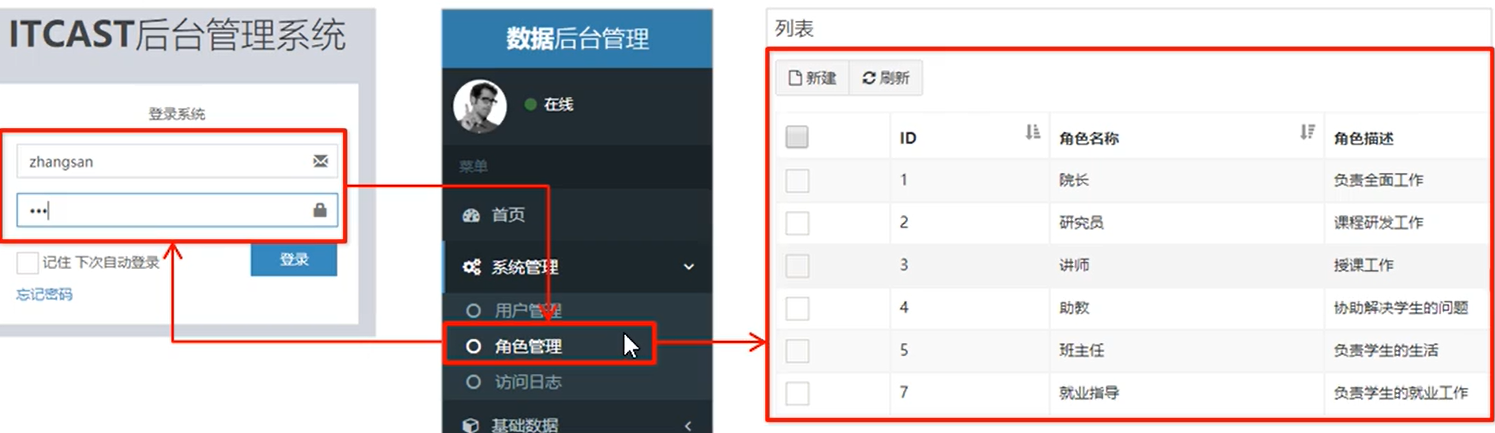 ITCAST后台管理系统
登录系统
zhangsan
•••
记住 下次自动登录
登录
忘记密码
数据后台管理
在线
菜单
首页
系统管理
用户管理
角色管理
访问日志
基础数据
列表
新建 刷新
ID 角色名称 角色描述
1 院长 负责全面工作
2 研究员 课程研发工作
3 讲师 授课工作
4 助教 协助解决学生的问题
5 班主任 负责学生的生活
7 就业指导 负责学生的就业工作